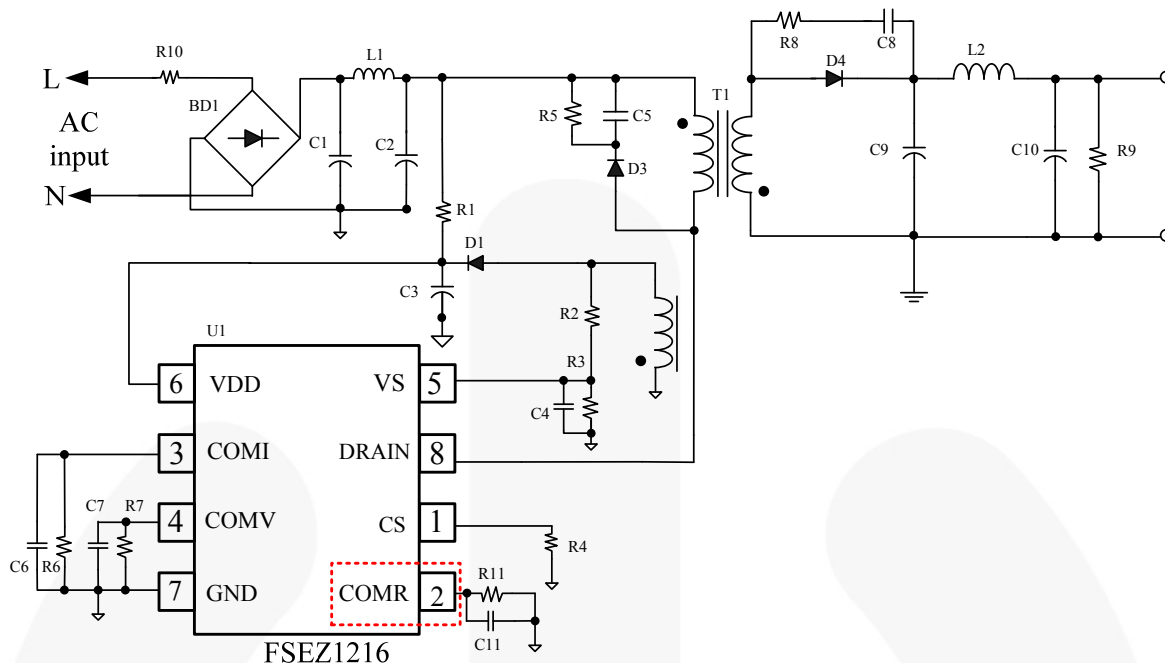 R8
C8
R10
L1
D4
L2
L
BD1
T1
AC
input
R5
C5
C1
C2
C9
C10
R9
D3
N
R1
D1
C3
R2
U1
R3
6
VDD
VS
5
C4
3
COMI
DRAIN
8
C7
R7
4
COMV
CS
1
C6
R6
R4
7
GND
COMR
2
R11
C11
FSEZ1216